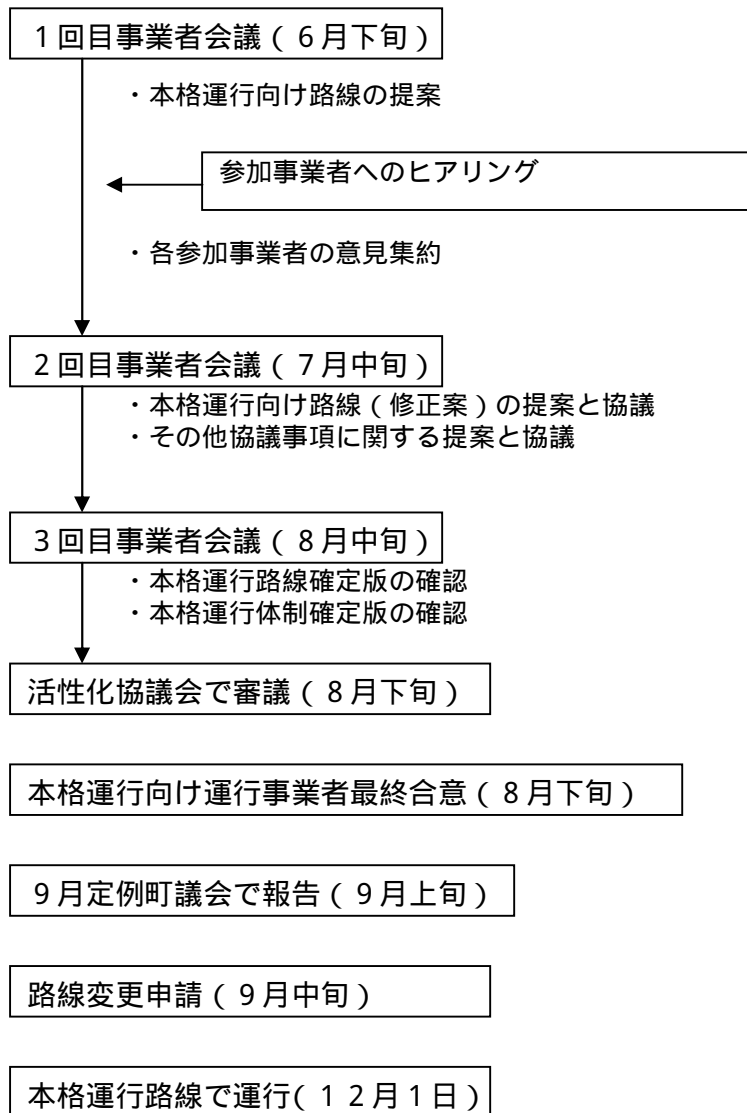 １回目事業者会議（６月下旬）
・本格運行向け路線の提案
参加事業者へのヒアリング
・各参加事業者の意見集約
２回目事業者会議（７月中旬）
・本格運行向け路線（修正案）の提案と協議
・その他協議事項に関する提案と協議
３回目事業者会議（８月中旬）
・本格運行路線確定版の確認
・本格運行体制確定版の確認
活性化協議会で審議（８月下旬）
本格運行向け運行事業者最終合意（８月下旬）
９月定例町議会で報告（９月上旬）
路線変更申請（９月中旬）
本格運行路線で運行(１２月１日)